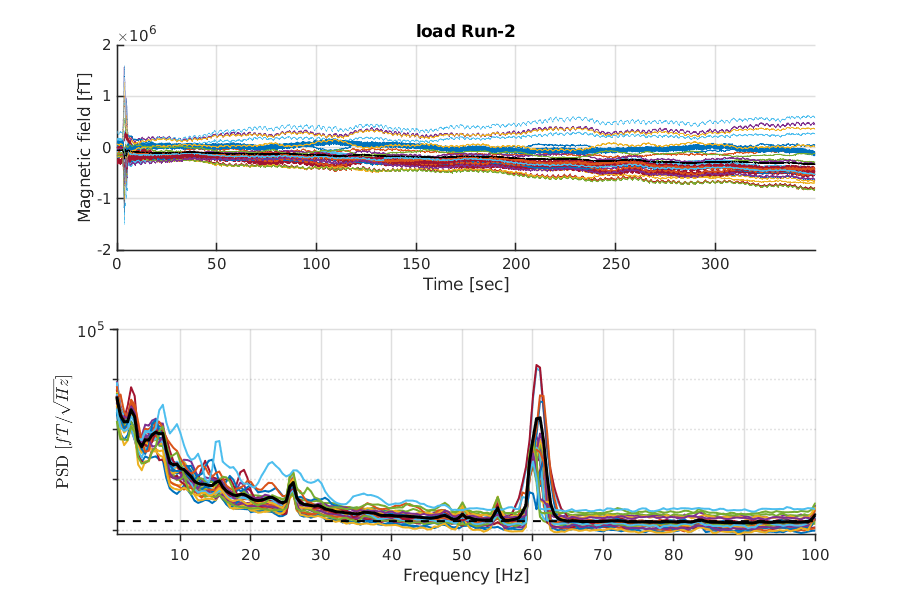 load Run-2
×10^6
Magnetic field [fT]
2
1
0
-1
-2
0 50 100 150 200 250 300
Time [sec]
10^5
PSD [fT/√Hz]
10 20 30 40 50 60 70 80 90 100
Frequency [Hz]